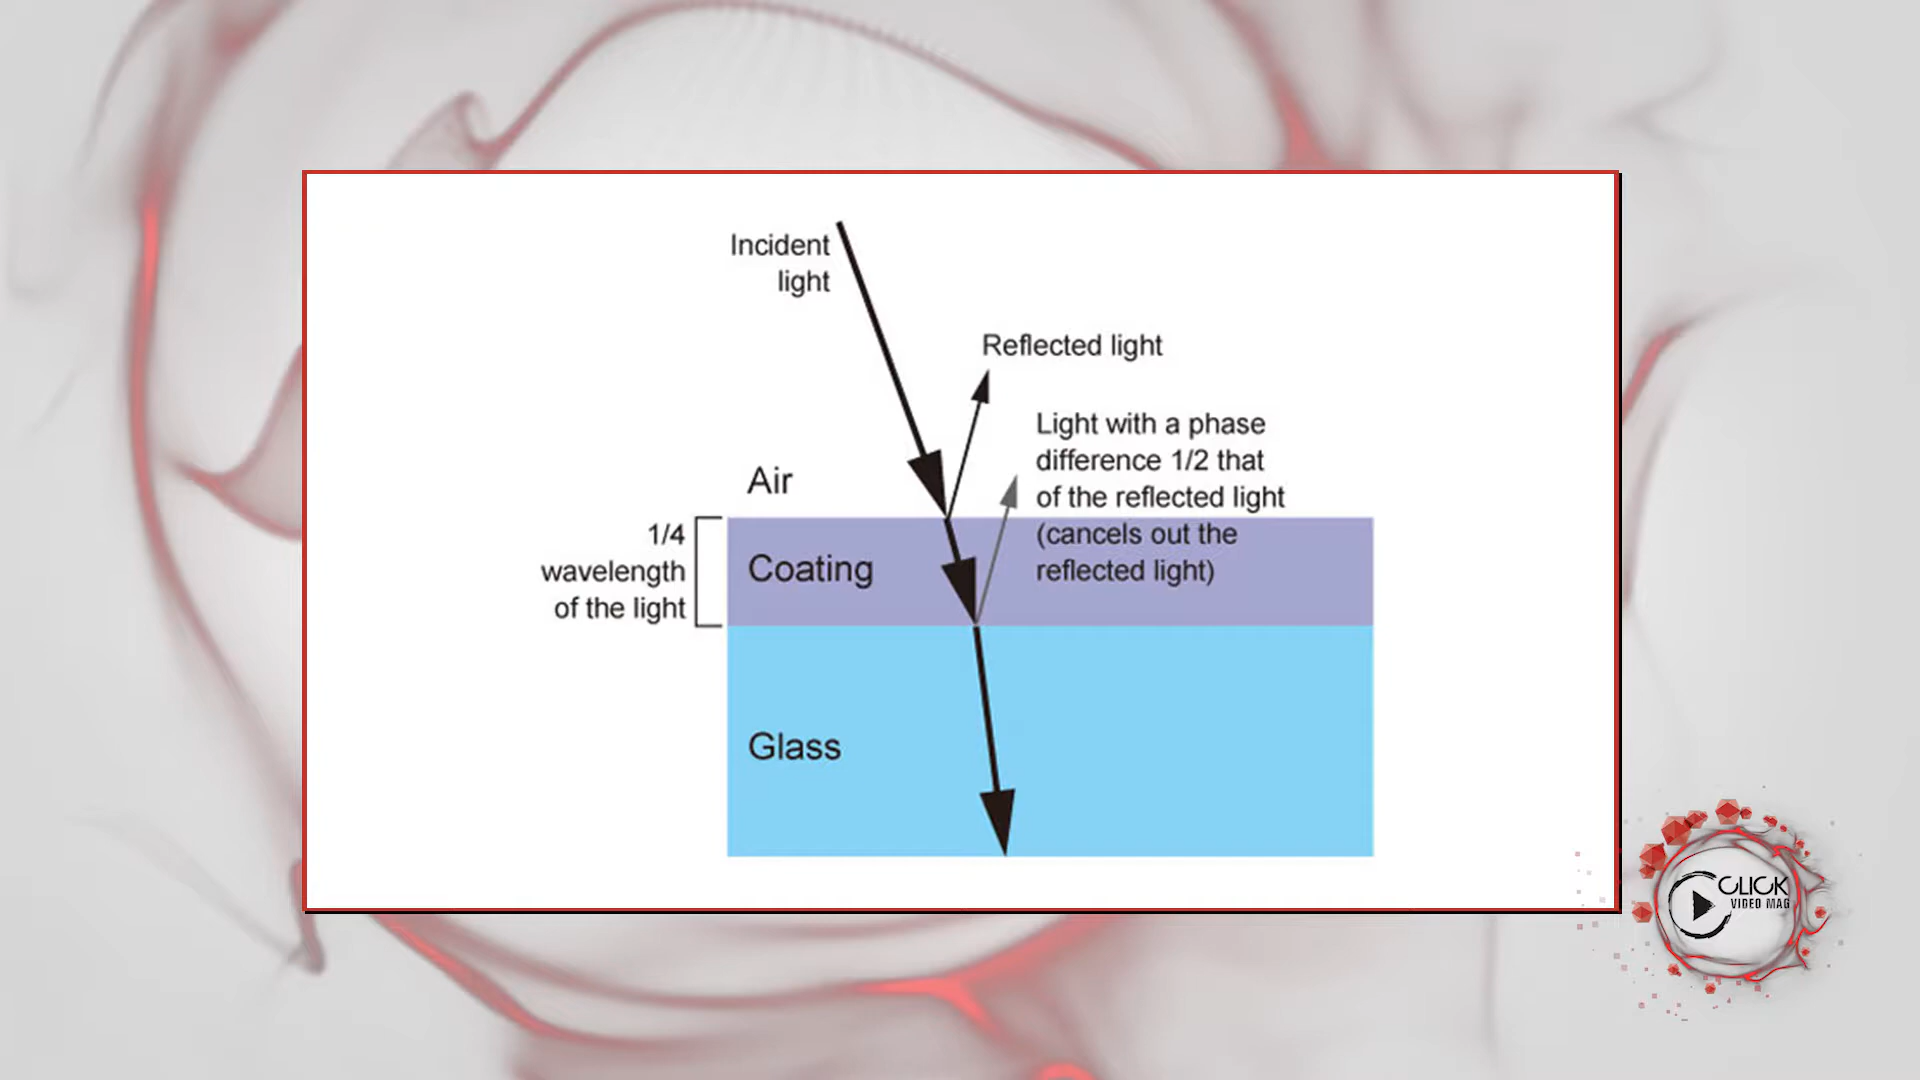 Incident
light
Reflected light
Light with a phase
difference 1/2 that
of the reflected light
(cancels out the
reflected light)
Air
1/4
wavelength
of the light
Coating
Glass
CLICK
VIDEO MAG